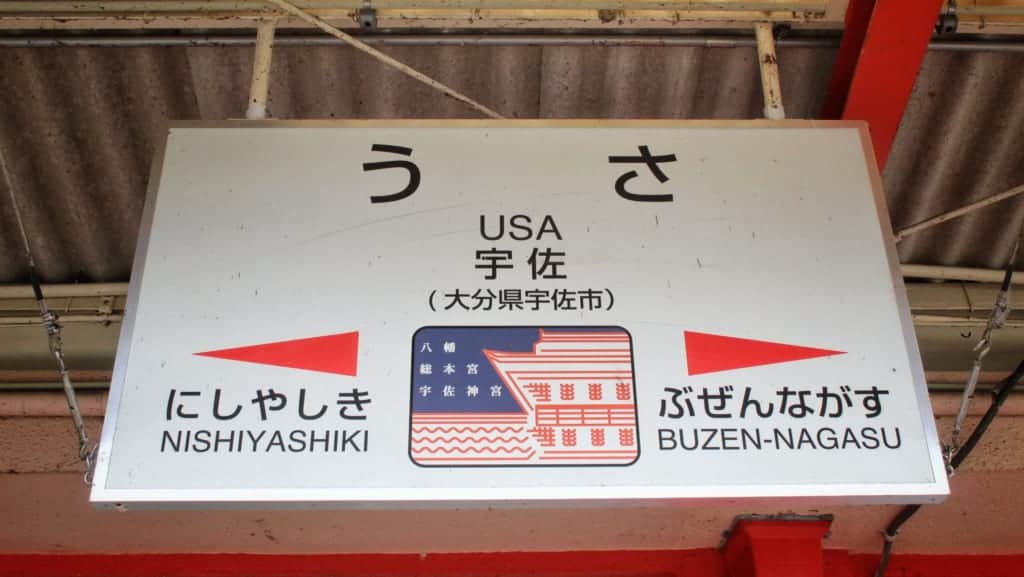 うさ
USA
宇佐
(大分県宇佐市)
八幡
総本宮
宇佐神宮
にしやしき
NISHIYASHIKI
ぶぜんながす
BUZEN-NAGASU